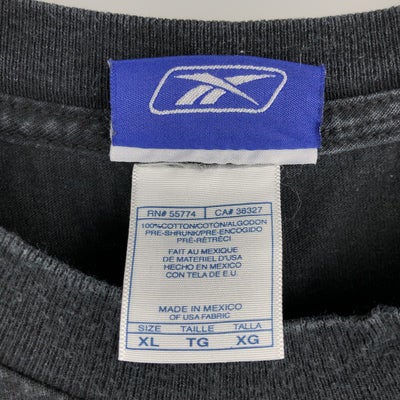 RN# 55774 CA# 38327
100%COTTON/COTON/ALGODON
PRE-SHRUNK/PRE-ENCOGIDO
PRÉ-RÉTRÉCI
FAIT AU MEXIQUE
DE MATERIEL D'USA
HECHO EN MEXICO
CON TELA DE E.U.
MADE IN MEXICO
OF USA FABRIC
SIZE TAILLE TALLA
XL TG XG